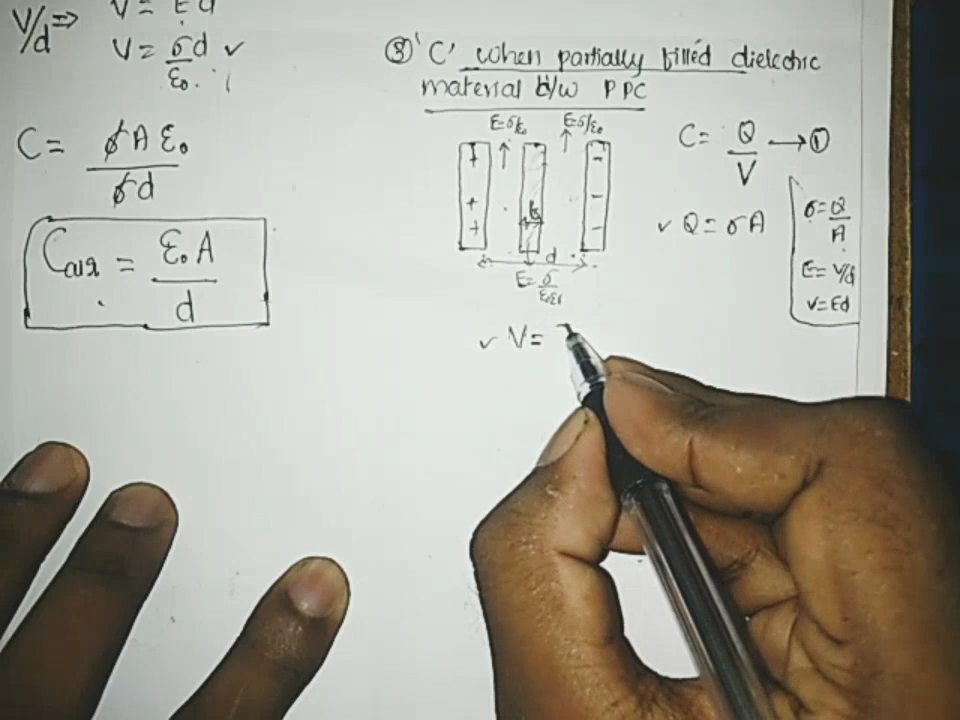 V/d ⇒ V = Ed
V = σd/ε₀ ✓
C = σAε₀/σd
Cair = ε₀A/d
③ 'C' when partially filled dielectric
material b/w PPC
E=σ/ε₀ E=σ/ε₀
+ −
+ t −
+ −
d
E=σ/ε₀εr
C = Q/V → ①
✓ Q = σA
✓ V =
σ=Q/A
E=V/d
V=Ed